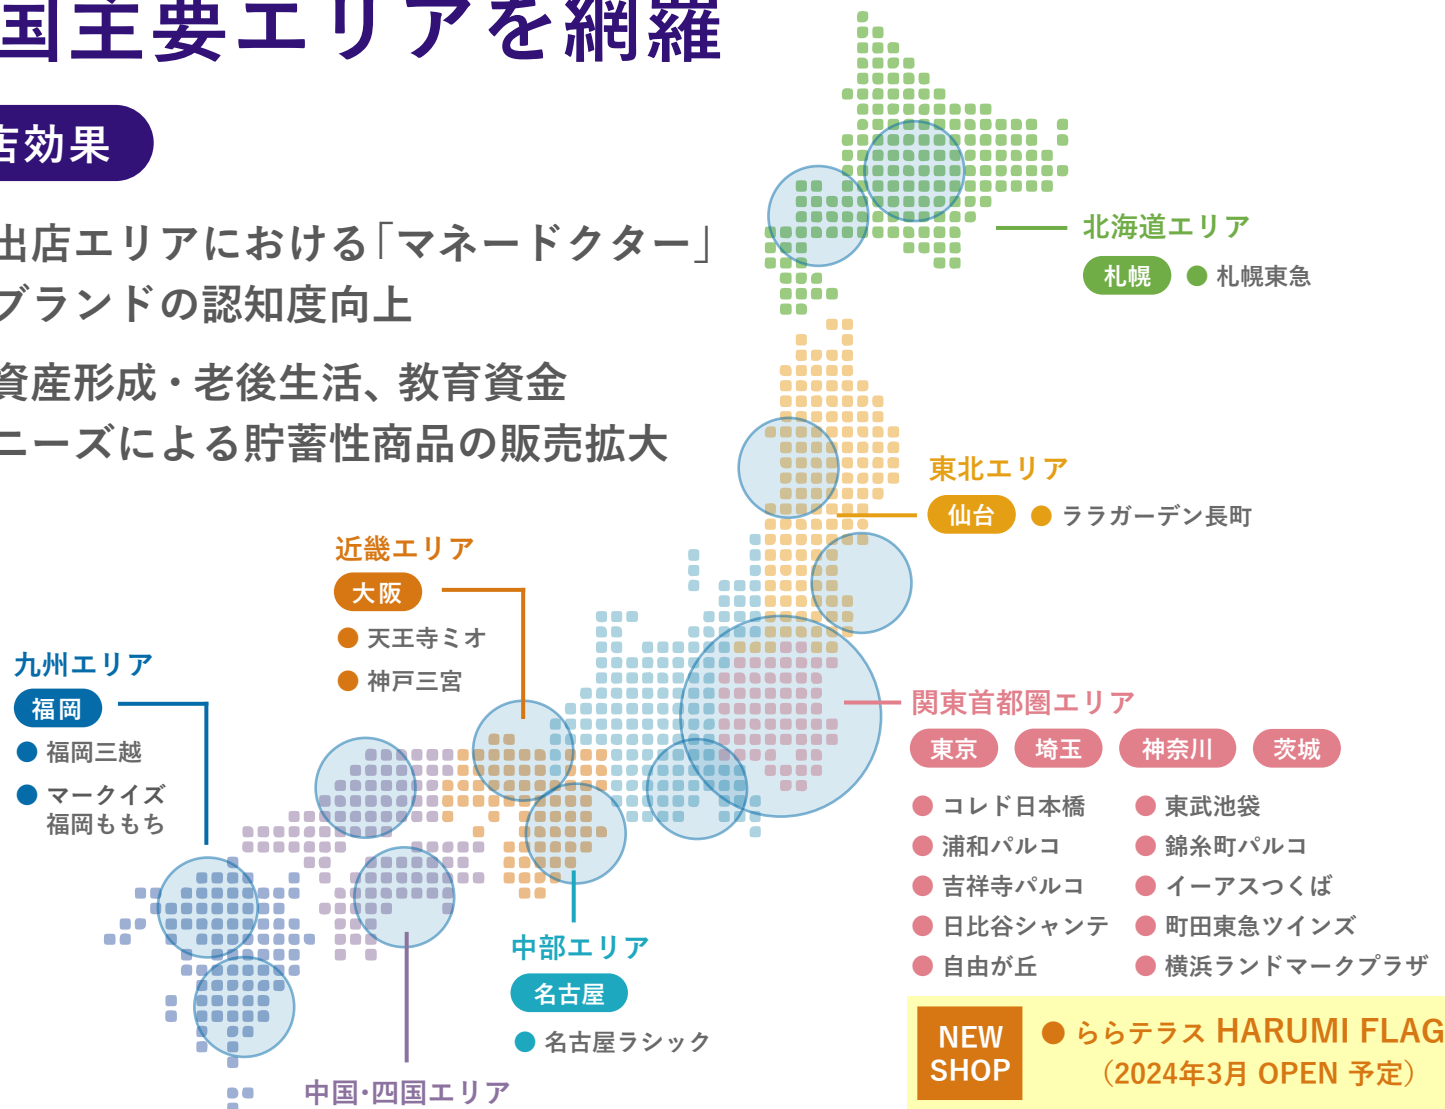 国主要エリアを網羅
店効果
出店エリアにおける「マネードクター」
ブランドの認知度向上
資産形成・老後生活、教育資金
ニーズによる貯蓄性商品の販売拡大
北海道エリア
札幌 ● 札幌東急
東北エリア
仙台 ● ララガーデン長町
近畿エリア
大阪
● 天王寺ミオ
● 神戸三宮
九州エリア
福岡
● 福岡三越
● マークイズ
福岡ももち
関東首都圏エリア
東京 埼玉 神奈川 茨城
● コレド日本橋
● 浦和パルコ
● 吉祥寺パルコ
● 日比谷シャンテ
● 自由が丘
● 東武池袋
● 錦糸町パルコ
● イーアスつくば
● 町田東急ツインズ
● 横浜ランドマークプラザ
NEW
SHOP
● ららテラス HARUMI FLAG
（2024年3月 OPEN 予定）
中部エリア
名古屋
● 名古屋ラシック
中国・四国エリア